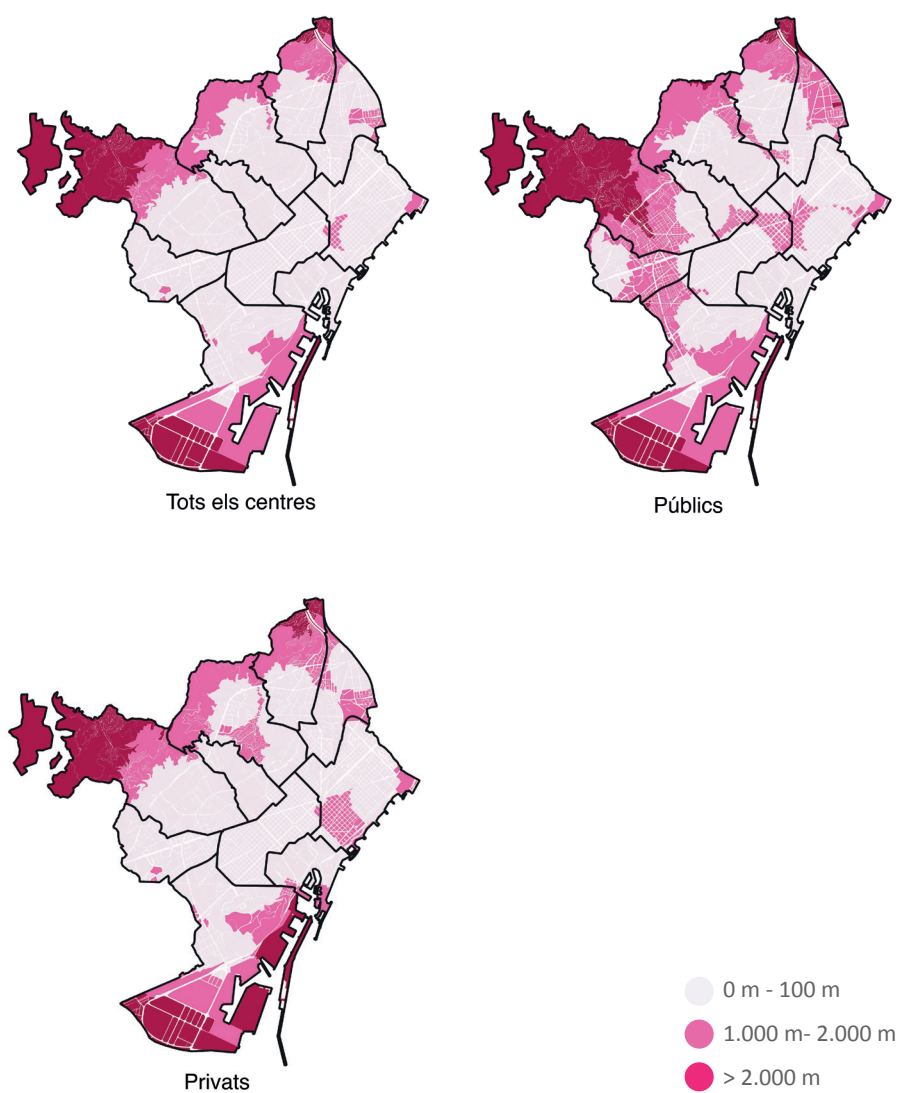 Tots els centres
Públics
Privats
0 m - 100 m
1.000 m- 2.000 m
> 2.000 m